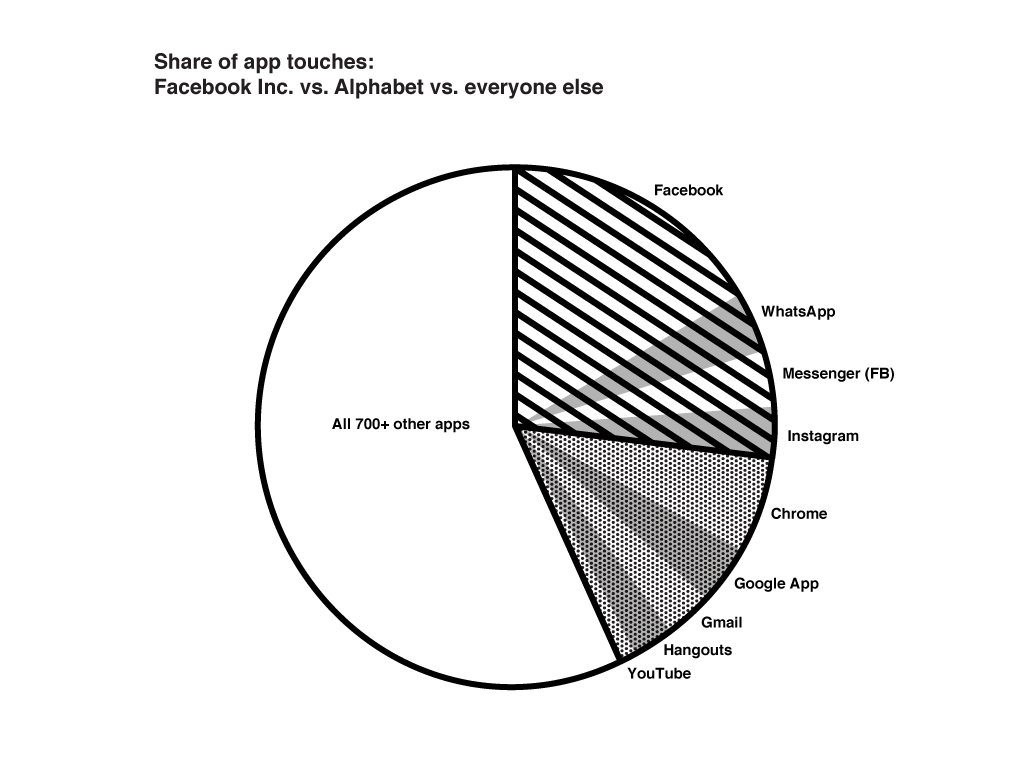 Share of app touches:
Facebook Inc. vs. Alphabet vs. everyone else
Facebook
WhatsApp
Messenger (FB)
All 700+ other apps
Instagram
Chrome
Google App
Gmail
Hangouts
YouTube